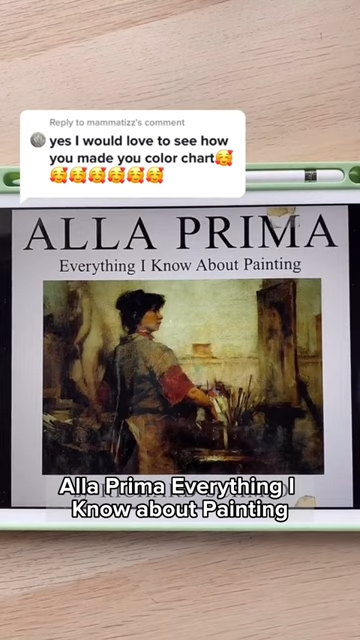 Reply to mammatizz's comment
yes I would love to see how
you made you color chart🥰
🥰🥰🥰🥰🥰🥰
ALLA PRIMA
Everything I Know About Painting
Alla Prima Everything I
Know about Painting